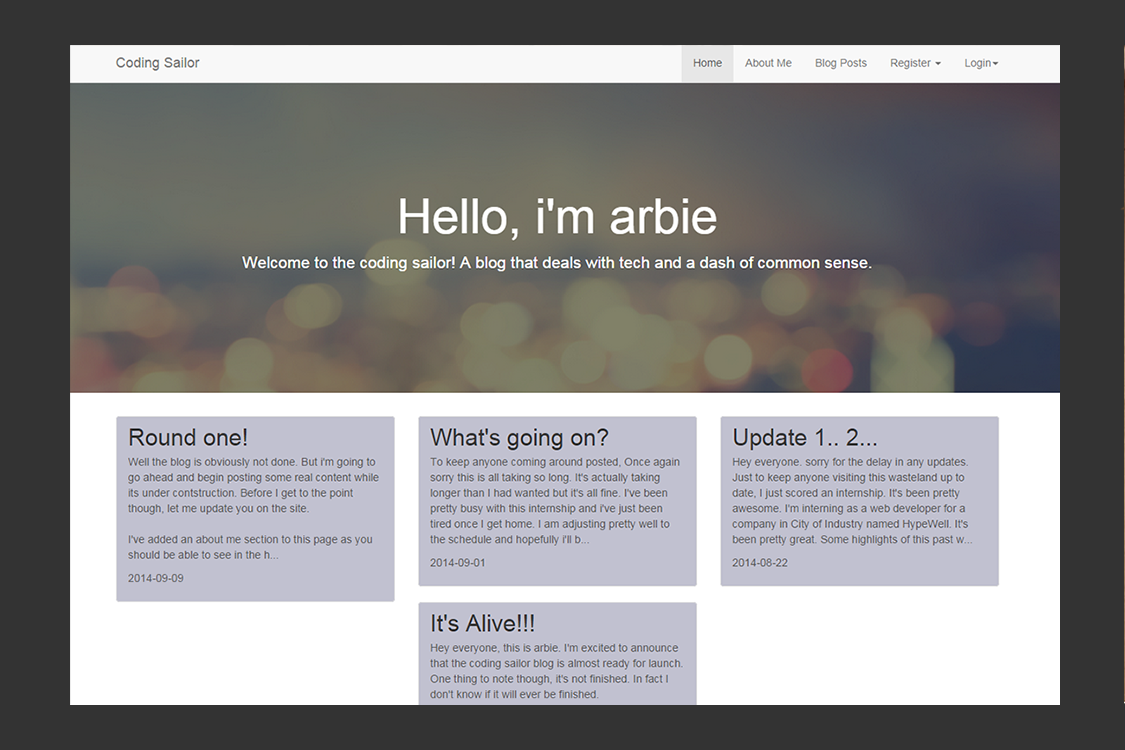 Coding Sailor
Home
About Me
Blog Posts
Register
Login
Hello, i'm arbie
Welcome to the coding sailor! A blog that deals with tech and a dash of common sense.
Round one!
Well the blog is obviously not done. But i'm going to
go ahead and begin posting some real content while
its under contstruction. Before I get to the point
though, let me update you on the site.
I've added an about me section to this page as you
should be able to see in the h...
2014-09-09
What's going on?
To keep anyone coming around posted, Once again
sorry this is all taking so long. It's actually taking
longer than I had wanted but it's all fine. I've been
pretty busy with this internship and i've just been
tired once I get home. I am adjusting pretty well to
the schedule and hopefully i'll b...
2014-09-01
Update 1.. 2...
Hey everyone. sorry for the delay in any updates.
Just to keep anyone visiting this wasteland up to
date, I just scored an internship. It's been pretty
awesome. I'm interning as a web developer for a
company in City of Industry named HypeWell. It's
been pretty great. Some highlights of this past w...
2014-08-22
It's Alive!!!
Hey everyone, this is arbie. I'm excited to announce
that the coding sailor blog is almost ready for launch.
One thing to note though, it's not finished. In fact I
don't know if it will ever be finished.